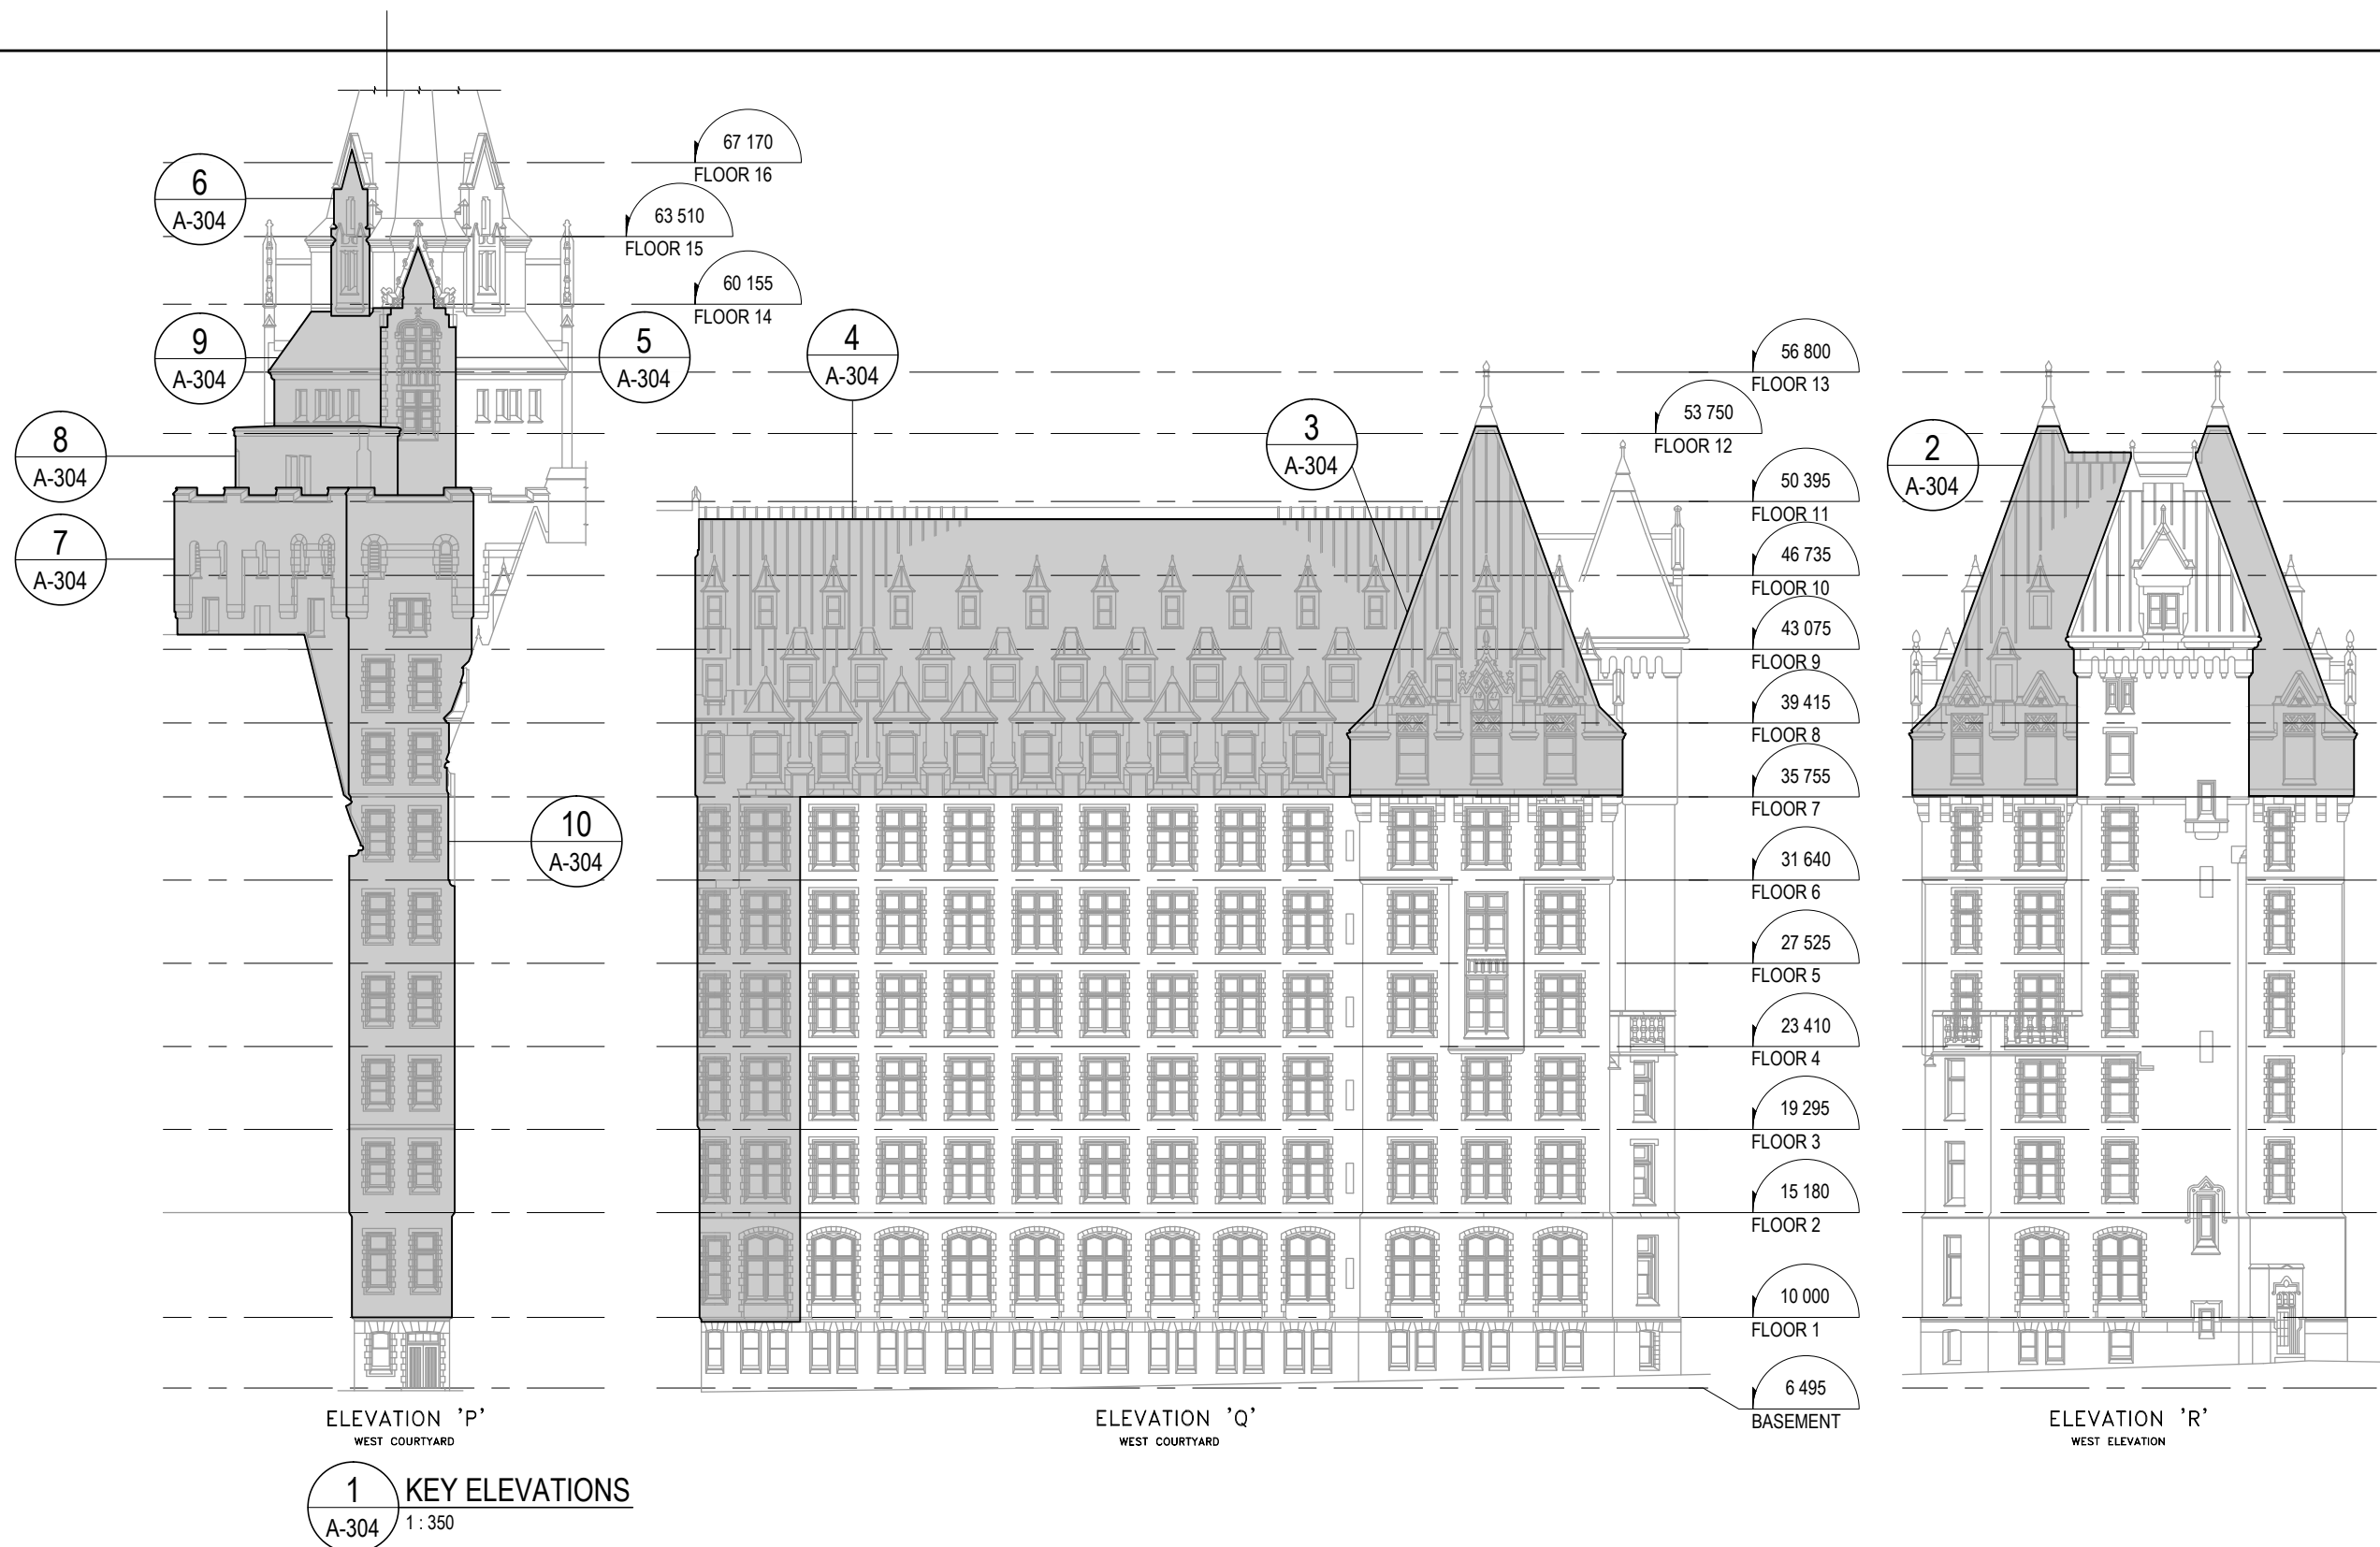 67 170
FLOOR 16
6
A-304
63 510
FLOOR 15
60 155
FLOOR 14
9
A-304
5
A-304
4
A-304
56 800
FLOOR 13
3
A-304
53 750
FLOOR 12
2
A-304
8
A-304
50 395
FLOOR 11
7
A-304
46 735
FLOOR 10
43 075
FLOOR 9
39 415
FLOOR 8
35 755
FLOOR 7
10
A-304
31 640
FLOOR 6
27 525
FLOOR 5
23 410
FLOOR 4
19 295
FLOOR 3
15 180
FLOOR 2
10 000
FLOOR 1
6 495
BASEMENT
ELEVATION 'P'
WEST COURTYARD
ELEVATION 'Q'
WEST COURTYARD
ELEVATION 'R'
WEST ELEVATION
1
A-304
KEY ELEVATIONS
1 : 350